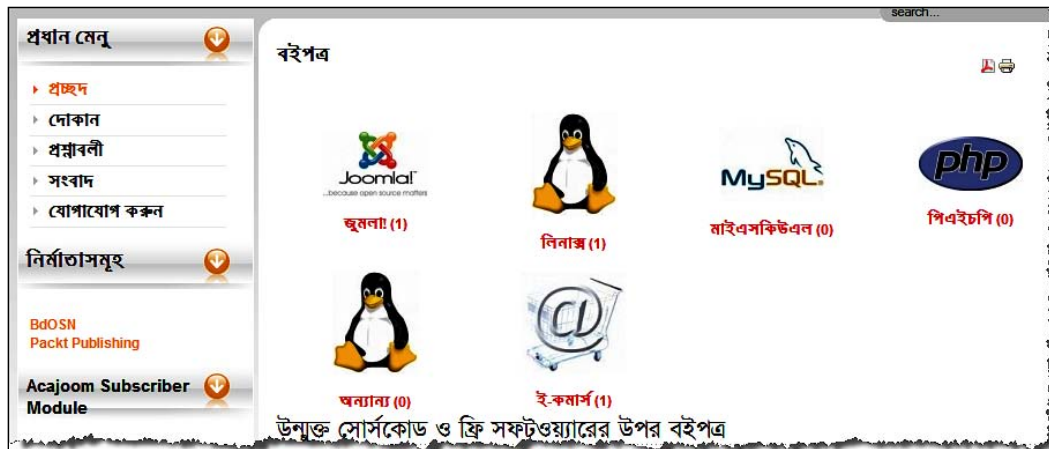 search...
প্রধান মেনু
প্রচ্ছদ
দোকান
প্রশ্নাবলী
সংবাদ
যোগাযোগ করুন
নির্মাতাসমূহ
BdOSN
Packt Publishing
Acajoom Subscriber
Module
বইপত্র
Joomla!
...because open source matters
জুমলা! (1)
লিনাক্স (1)
MySQL
মাইএসকিউএল (0)
php
পিএইচপি (0)
অন্যান্য (0)
@
ই-কমার্স (1)
উন্মুক্ত সোর্সকোড ও ফ্রি সফটওয়্যারের উপর বইপত্র